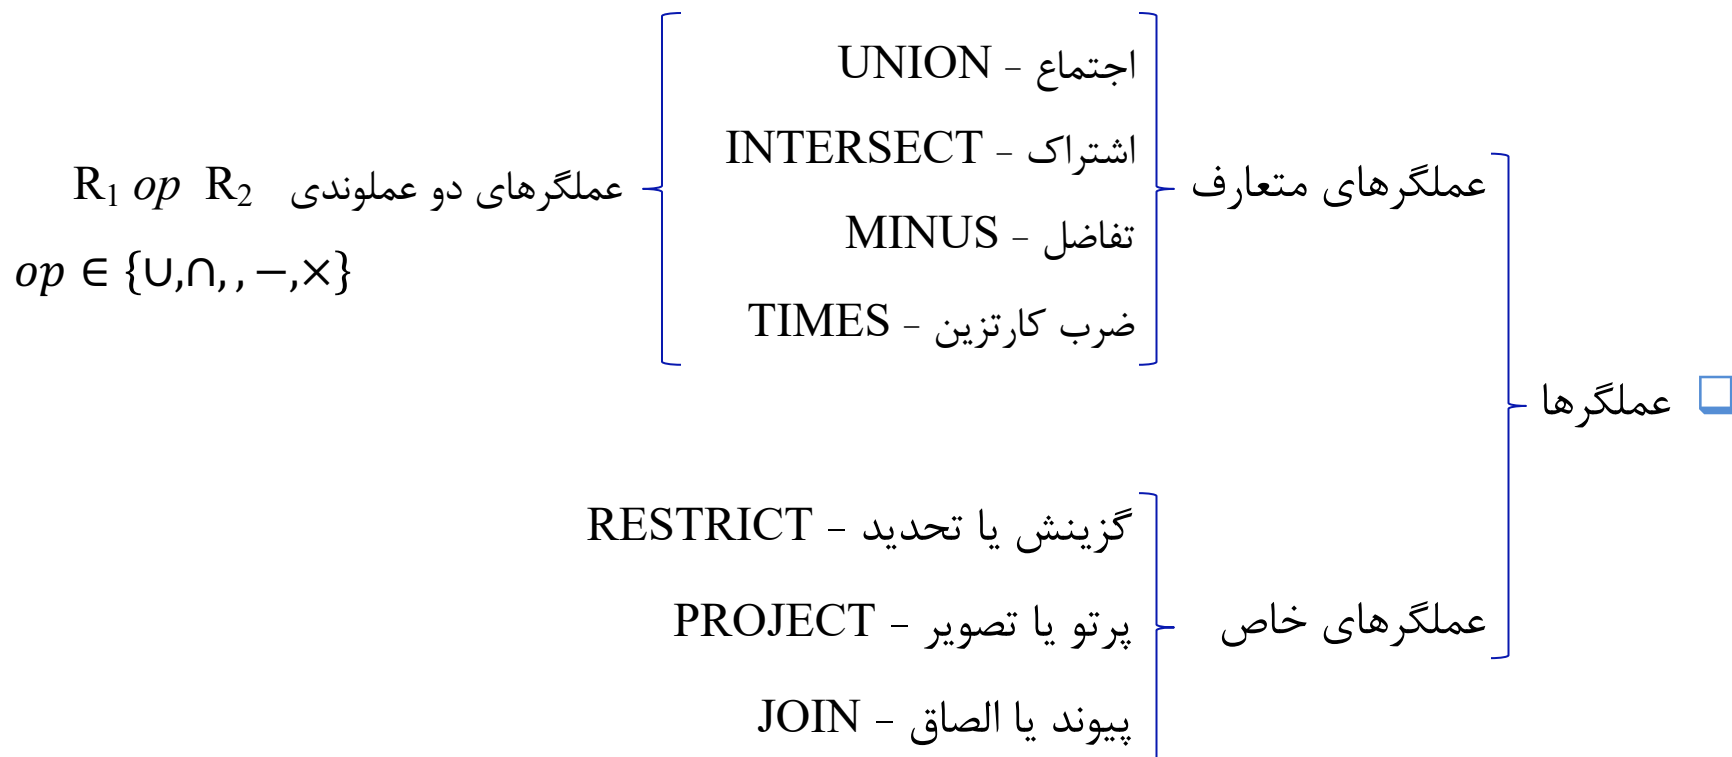 عملگرها
عملگرهای متعارف
اجتماع – UNION
اشتراک – INTERSECT
تفاضل – MINUS
ضرب کارتزین – TIMES
عملگرهای دو عملوندی R₁ op R₂
op ∈ {∪,∩, , −,×}
عملگرهای خاص
گزینش یا تحدید – RESTRICT
پرتو یا تصویر – PROJECT
پیوند یا الصاق – JOIN